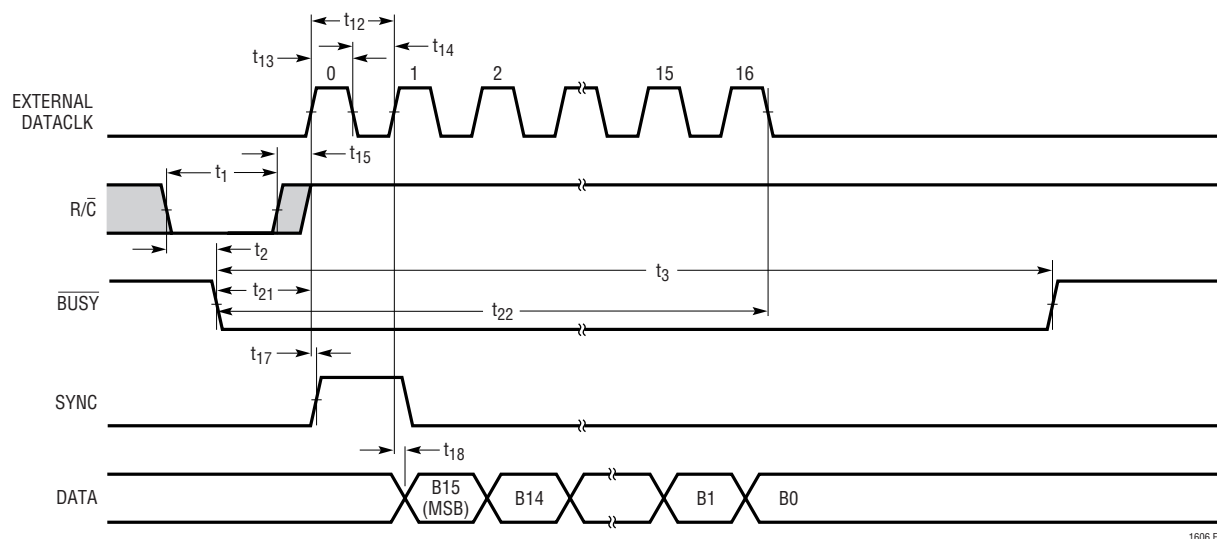 t12
t13
t14
0
1
2
15
16
EXTERNAL
DATACLK
t15
t1
R/C̅
t2
t3
B̅U̅S̅Y̅
t21
t22
t17
SYNC
t18
DATA
B15
(MSB)
B14
B1
B0
1606 F